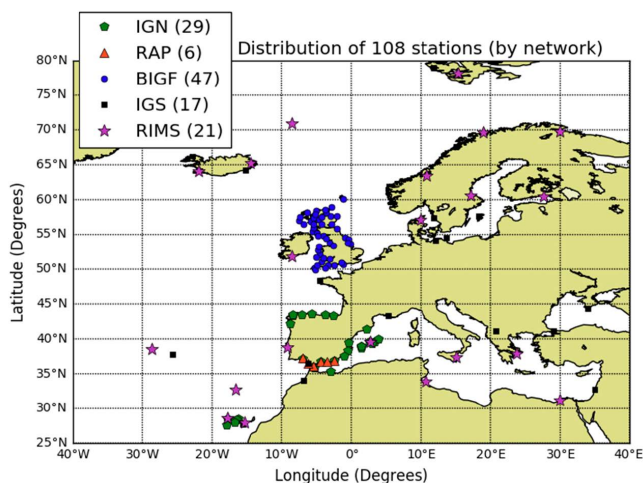 IGN (29)
RAP (6)
BIGF (47)
IGS (17)
RIMS (21)
Distribution of 108 stations (by network)
80°N
75°N
70°N
65°N
60°N
55°N
50°N
45°N
40°N
35°N
30°N
25°N
Latitude (Degrees)
40°W 30°W 20°W 10°W 0° 10°E 20°E 30°E 40°E
Longitude (Degrees)